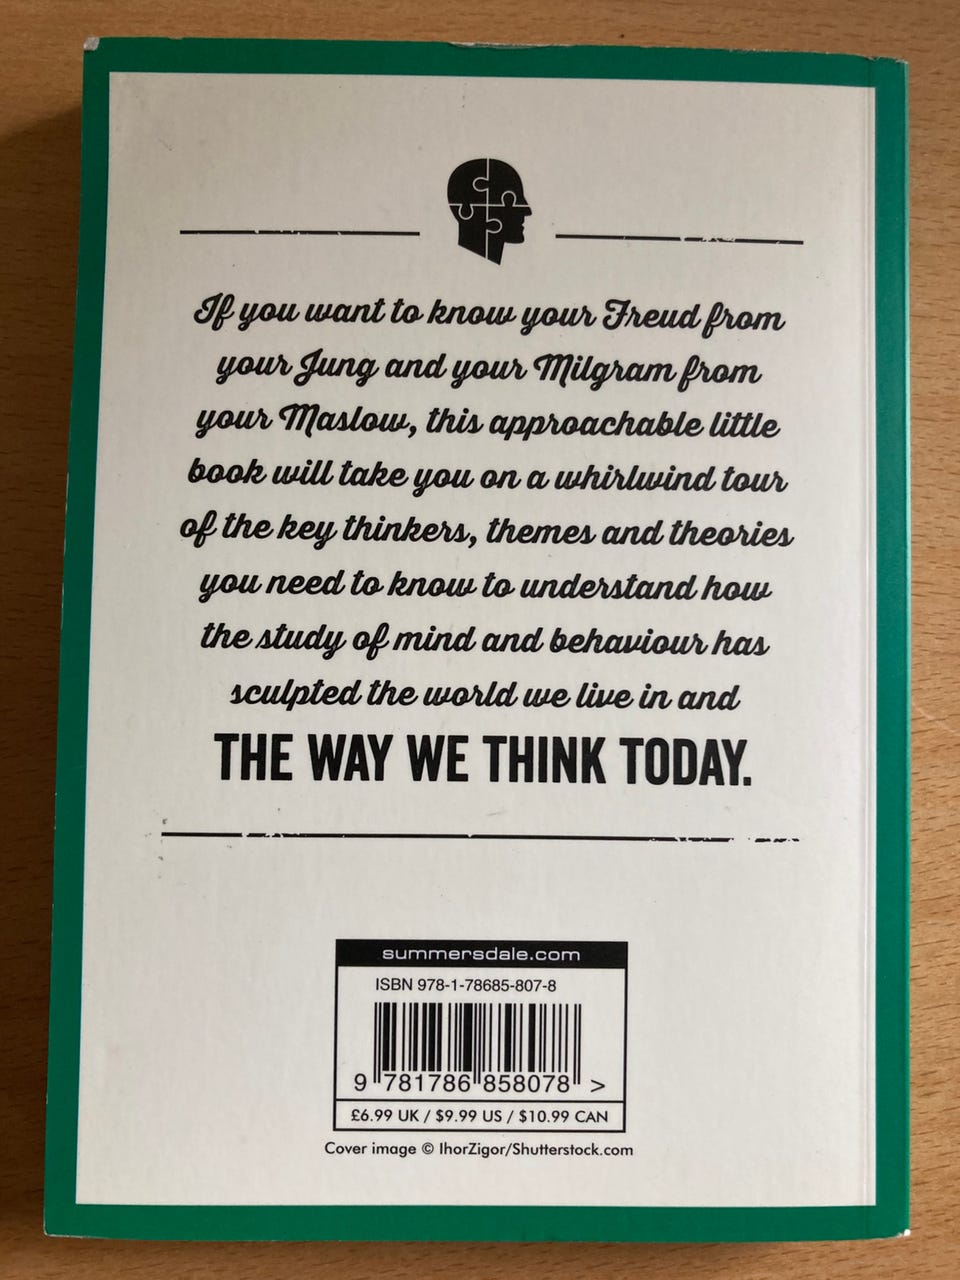 If you want to know your Freud from
your Jung and your Milgram from
your Maslow, this approachable little
book will take you on a whirlwind tour
of the key thinkers, themes and theories
you need to know to understand how
the study of mind and behaviour has
sculpted the world we live in and
THE WAY WE THINK TODAY.
summersdale.com
ISBN 978-1-78685-807-8
9 781786 858078 >
£6.99 UK / $9.99 US / $10.99 CAN
Cover image © IhorZigor/Shutterstock.com